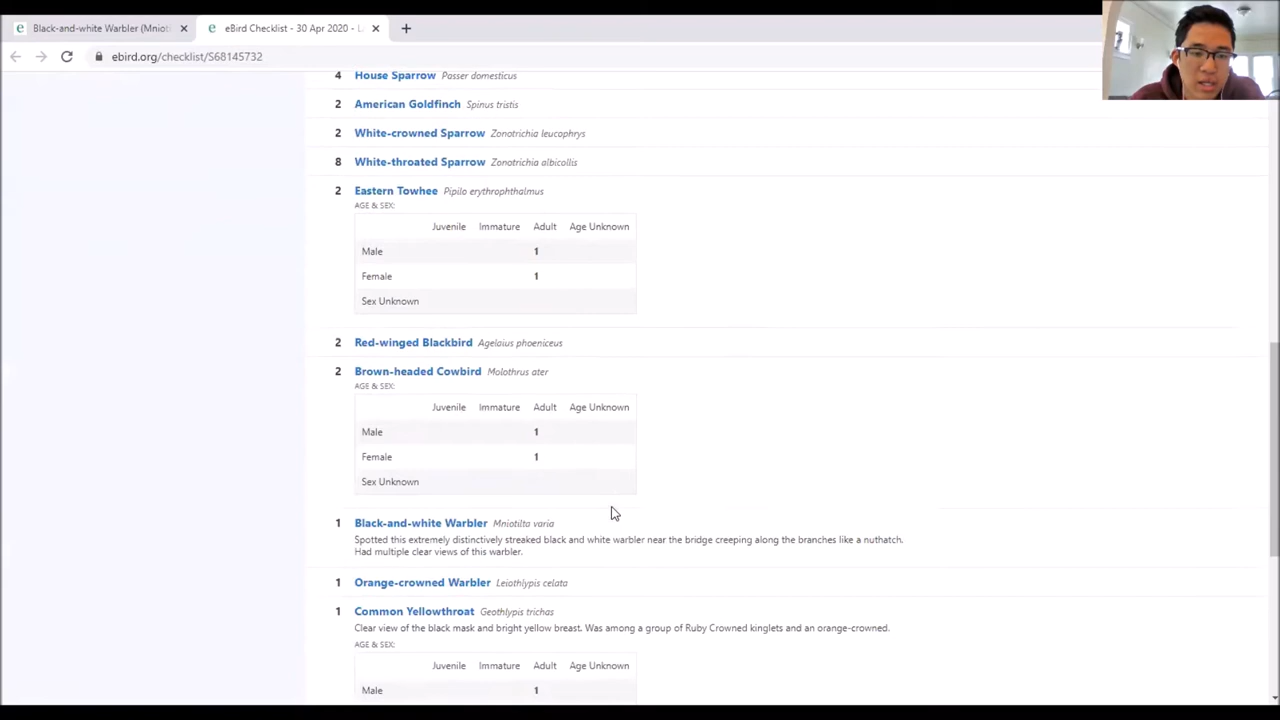 Black-and-white Warbler (Mnioti
eBird Checklist - 30 Apr 2020 - L
ebird.org/checklist/S68145732
4 House Sparrow Passer domesticus
2 American Goldfinch Spinus tristis
2 White-crowned Sparrow Zonotrichia leucophrys
8 White-throated Sparrow Zonotrichia albicollis
2 Eastern Towhee Pipilo erythrophthalmus
AGE & SEX:
Juvenile Immature Adult Age Unknown
Male 1
Female 1
Sex Unknown
2 Red-winged Blackbird Agelaius phoeniceus
2 Brown-headed Cowbird Molothrus ater
AGE & SEX:
Juvenile Immature Adult Age Unknown
Male 1
Female 1
Sex Unknown
1 Black-and-white Warbler Mniotilta varia
Spotted this extremely distinctively streaked black and white warbler near the bridge creeping along the branches like a nuthatch.
Had multiple clear views of this warbler.
1 Orange-crowned Warbler Leiothlypis celata
1 Common Yellowthroat Geothlypis trichas
Clear view of the black mask and bright yellow breast. Was among a group of Ruby Crowned kinglets and an orange-crowned.
AGE & SEX:
Juvenile Immature Adult Age Unknown
Male 1